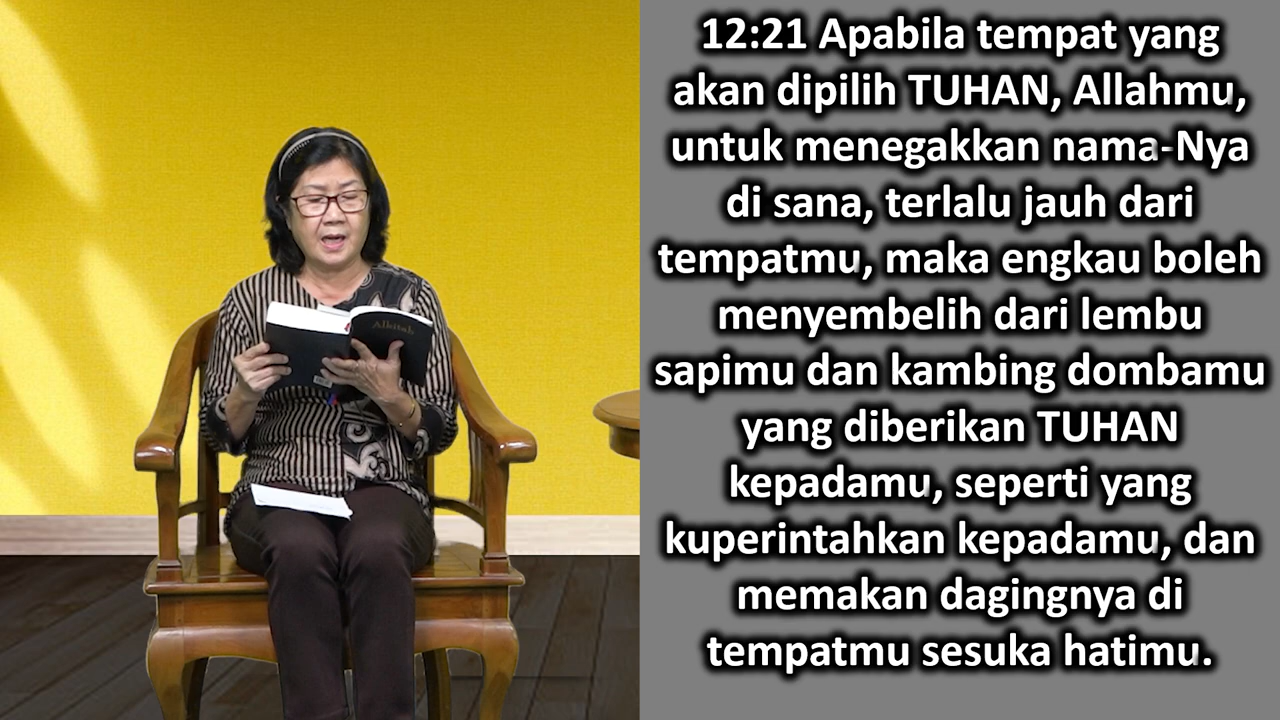 Alkitab
12:21 Apabila tempat yang
akan dipilih TUHAN, Allahmu,
untuk menegakkan nama-Nya
di sana, terlalu jauh dari
tempatmu, maka engkau boleh
menyembelih dari lembu
sapimu dan kambing dombamu
yang diberikan TUHAN
kepadamu, seperti yang
kuperintahkan kepadamu, dan
memakan dagingnya di
tempatmu sesuka hatimu.